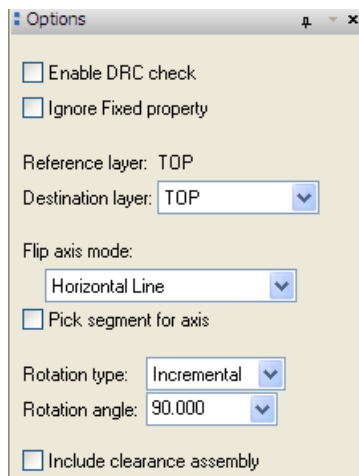 Options
Enable DRC check
Ignore Fixed property
Reference layer: TOP
Destination layer: TOP
Flip axis mode:
Horizontal Line
Pick segment for axis
Rotation type: Incremental
Rotation angle: 90.000
Include clearance assembly